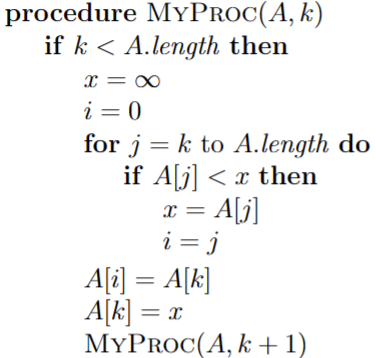 procedure MYPROC(A, k)
if k < A.length then
x = ∞
i = 0
for j = k to A.length do
if A[j] < x then
x = A[j]
i = j
A[i] = A[k]
A[k] = x
MYPROC(A, k + 1)